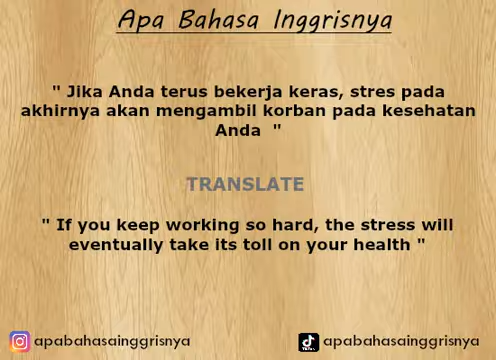 Apa Bahasa Inggrisnya
" Jika Anda terus bekerja keras, stres pada
akhirnya akan mengambil korban pada kesehatan
Anda "
TRANSLATE
" If you keep working so hard, the stress will
eventually take its toll on your health "
apabahasainggrisnya
apabahasainggrisnya